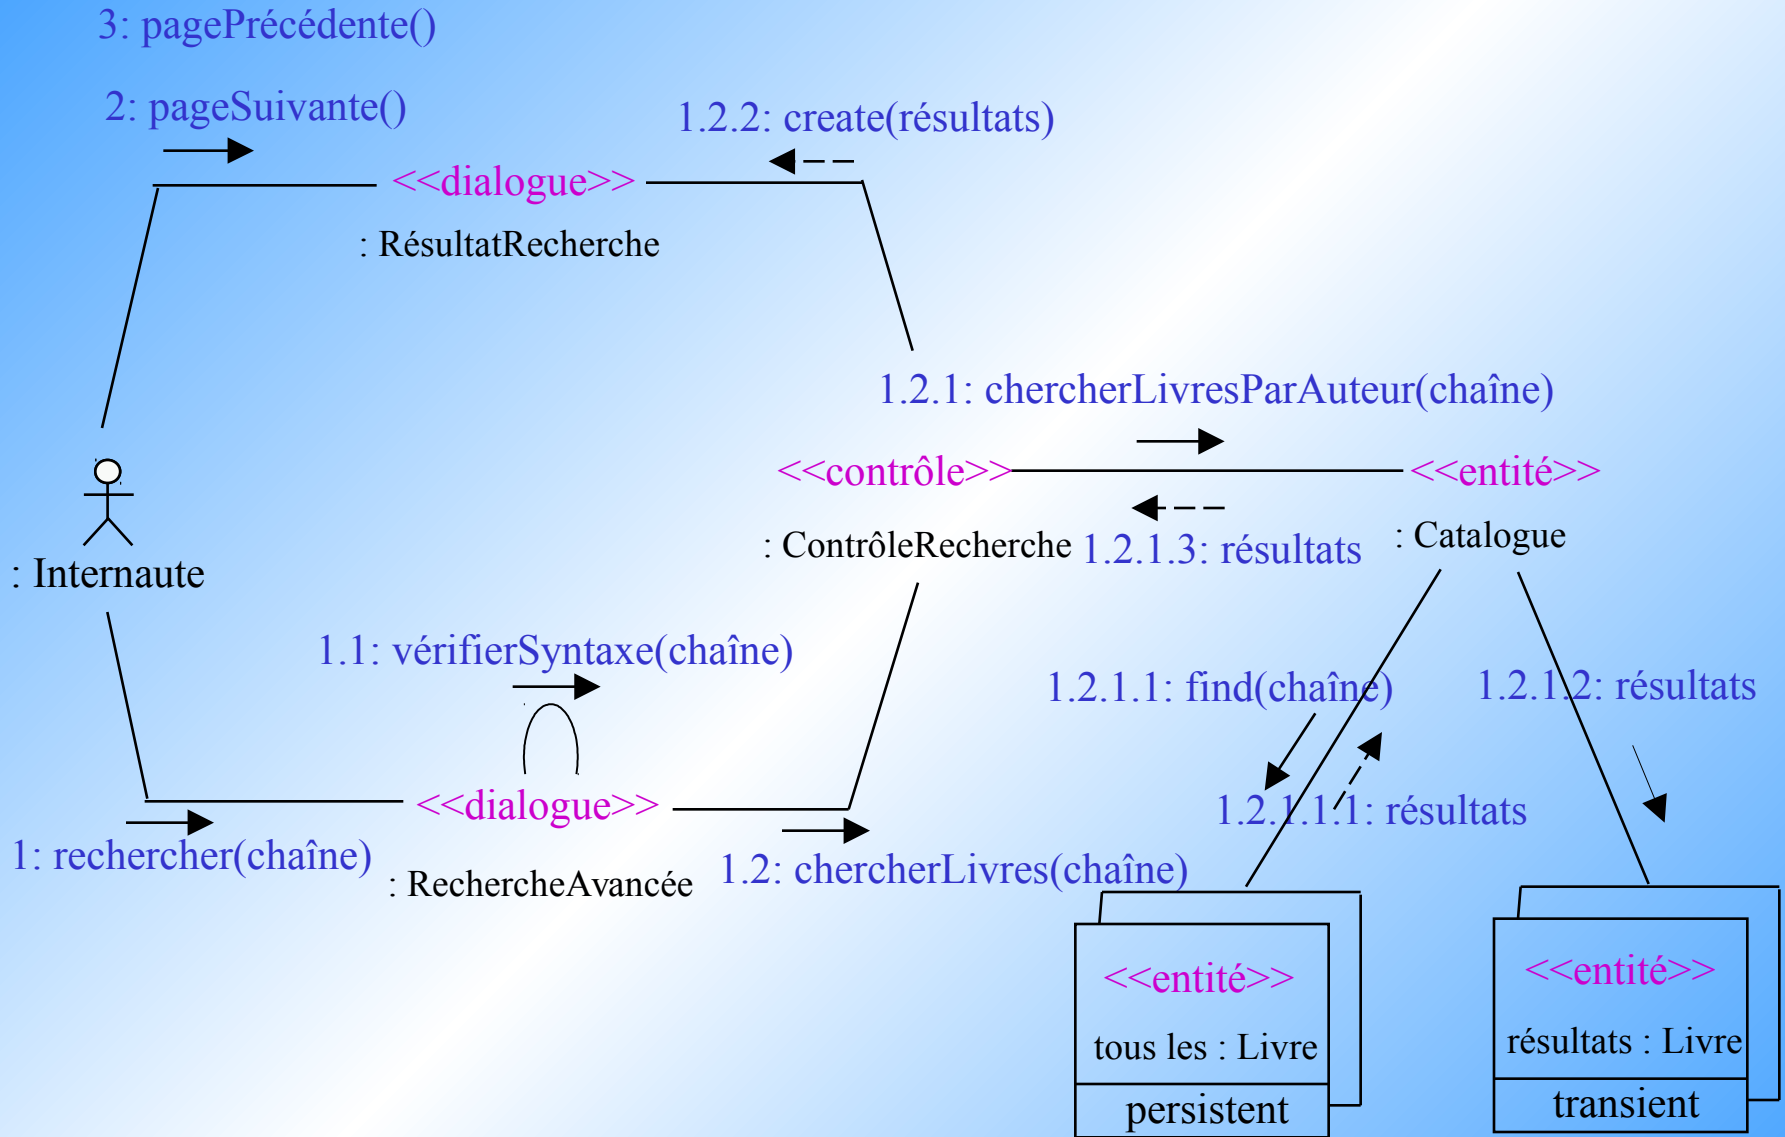 3: pagePrécédente()
2: pageSuivante()
1.2.2: create(résultats)
<<dialogue>>
: RésultatRecherche
1.2.1: chercherLivresParAuteur(chaîne)
<<contrôle>>
<<entité>>
: ContrôleRecherche
1.2.1.3: résultats
: Catalogue
: Internaute
1.1: vérifierSyntaxe(chaîne)
1.2.1.1: find(chaîne)
1.2.1.2: résultats
<<dialogue>>
1.2.1.1.1: résultats
1: rechercher(chaîne)
: RechercheAvancée
1.2: chercherLivres(chaîne)
<<entité>>
tous les : Livre
persistent
<<entité>>
résultats : Livre
transient